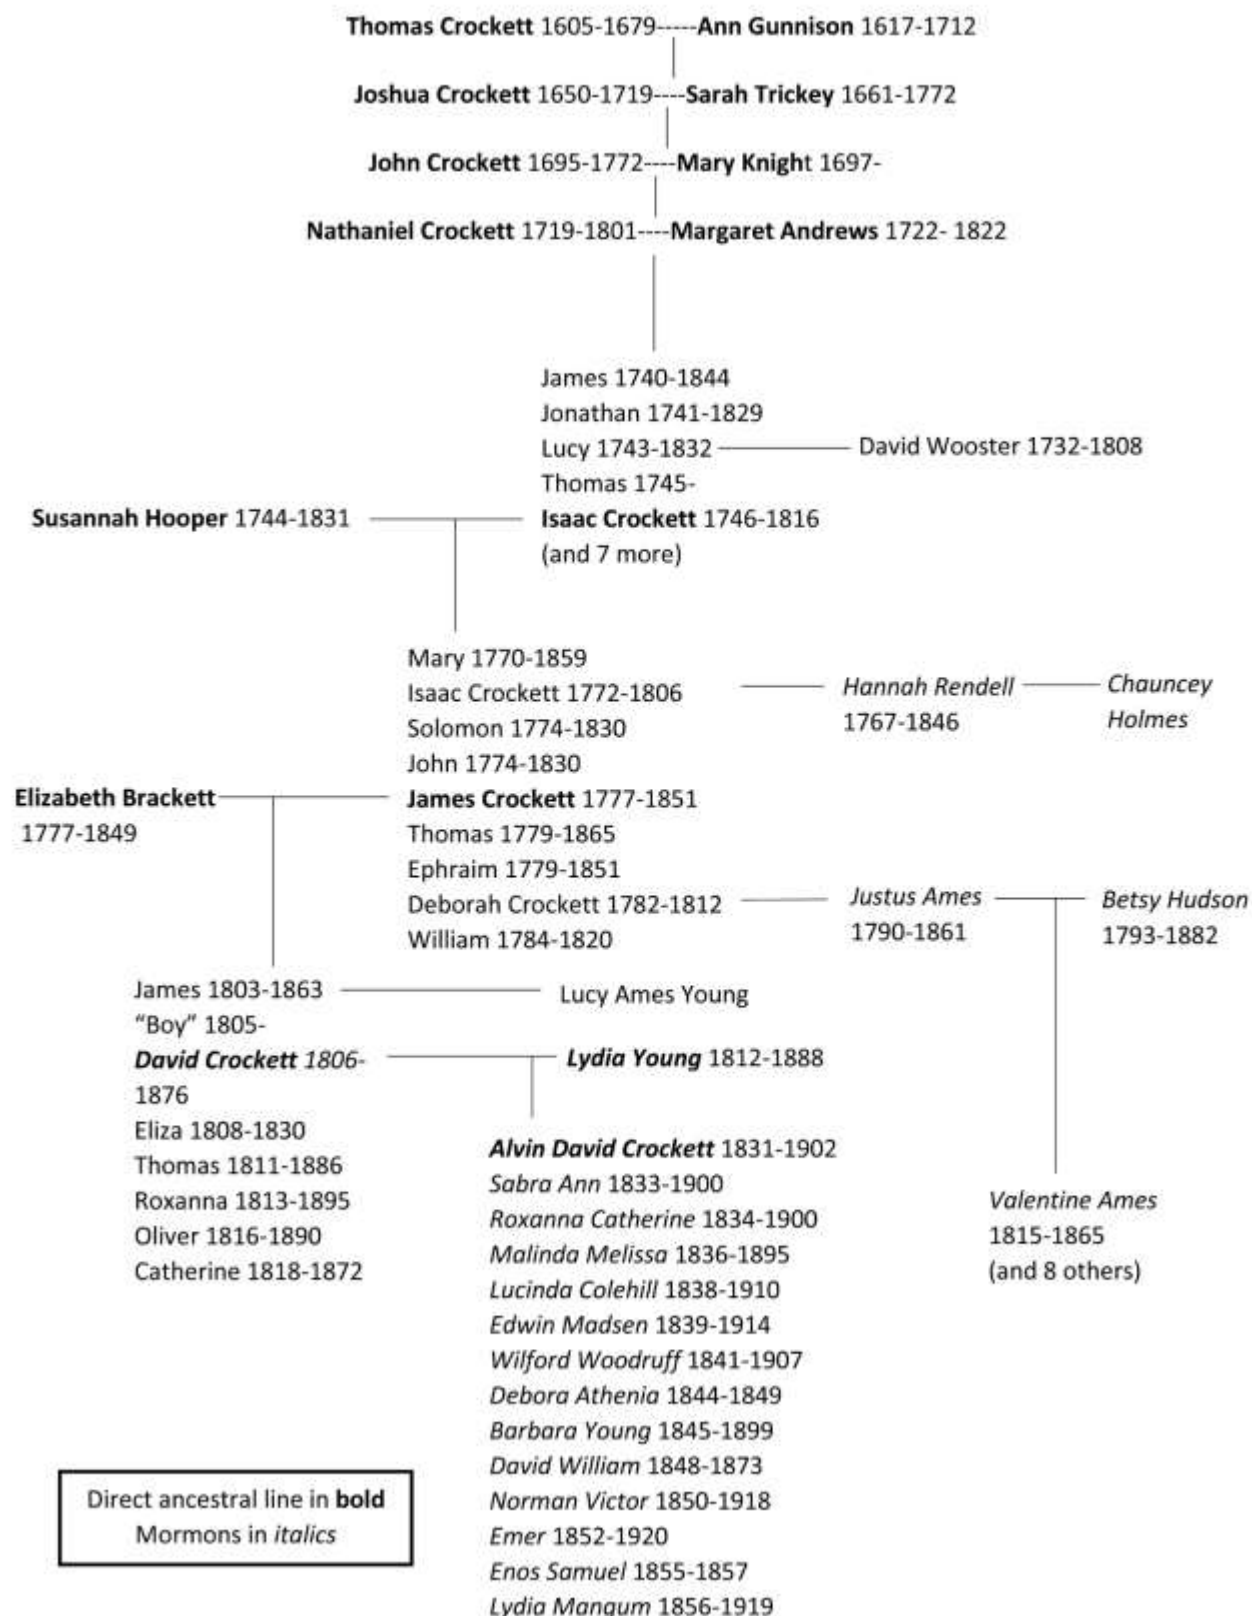 Thomas Crockett 1605-1679-----Ann Gunnison 1617-1712
Joshua Crockett 1650-1719----Sarah Trickey 1661-1772
John Crockett 1695-1772----Mary Knight 1697-
Nathaniel Crockett 1719-1801----Margaret Andrews 1722- 1822
James 1740-1844
Jonathan 1741-1829
Lucy 1743-1832
David Wooster 1732-1808
Thomas 1745-
Susannah Hooper 1744-1831
Isaac Crockett 1746-1816
(and 7 more)
Mary 1770-1859
Isaac Crockett 1772-1806
Hannah Rendell
1767-1846
Chauncey
Holmes
Solomon 1774-1830
John 1774-1830
Elizabeth Brackett
1777-1849
James Crockett 1777-1851
Thomas 1779-1865
Ephraim 1779-1851
Deborah Crockett 1782-1812
Justus Ames
1790-1861
Betsy Hudson
1793-1882
William 1784-1820
James 1803-1863
Lucy Ames Young
“Boy” 1805-
David Crockett 1806-
1876
Lydia Young 1812-1888
Eliza 1808-1830
Thomas 1811-1886
Roxanna 1813-1895
Oliver 1816-1890
Catherine 1818-1872
Alvin David Crockett 1831-1902
Sabra Ann 1833-1900
Roxanna Catherine 1834-1900
Malinda Melissa 1836-1895
Lucinda Colehill 1838-1910
Edwin Madsen 1839-1914
Wilford Woodruff 1841-1907
Debora Athenia 1844-1849
Barbara Young 1845-1899
David William 1848-1873
Norman Victor 1850-1918
Emer 1852-1920
Enos Samuel 1855-1857
Lydia Mangum 1856-1919
Valentine Ames
1815-1865
(and 8 others)
Direct ancestral line in bold
Mormons in italics